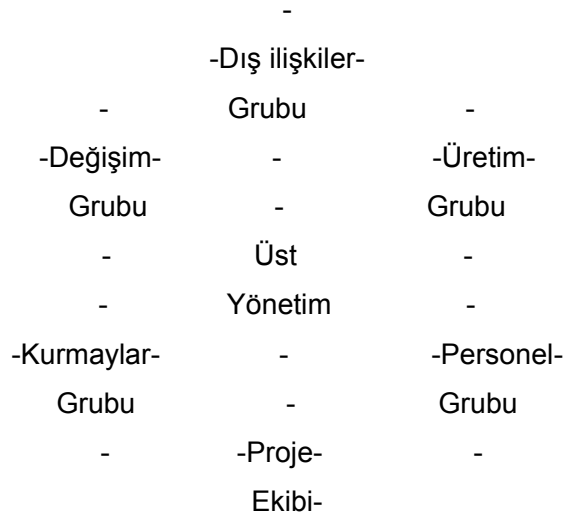 -
-Dış ilişkiler-
- Grubu -
-Değişim- - -Üretim-
Grubu - Grubu
- Üst -
- Yönetim -
-Kurmaylar- - -Personel-
Grubu - Grubu
- -Proje- -
Ekibi-